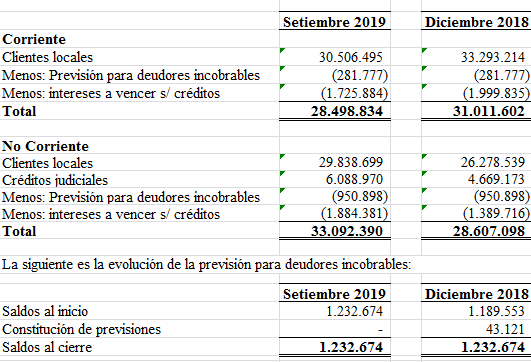 Setiembre 2019 Diciembre 2018
Corriente
Clientes locales 30.506.495 33.293.214
Menos: Previsión para deudores incobrables (281.777) (281.777)
Menos: intereses a vencer s/ créditos (1.725.884) (1.999.835)
Total 28.498.834 31.011.602
No Corriente
Clientes locales 29.838.699 26.278.539
Créditos judiciales 6.088.970 4.669.173
Menos: Previsión para deudores incobrables (950.898) (950.898)
Menos: intereses a vencer s/ créditos (1.884.381) (1.389.716)
Total 33.092.390 28.607.098
La siguiente es la evolución de la previsión para deudores incobrables:
Setiembre 2019 Diciembre 2018
Saldos al inicio 1.232.674 1.189.553
Constitución de previsiones - 43.121
Saldos al cierre 1.232.674 1.232.674